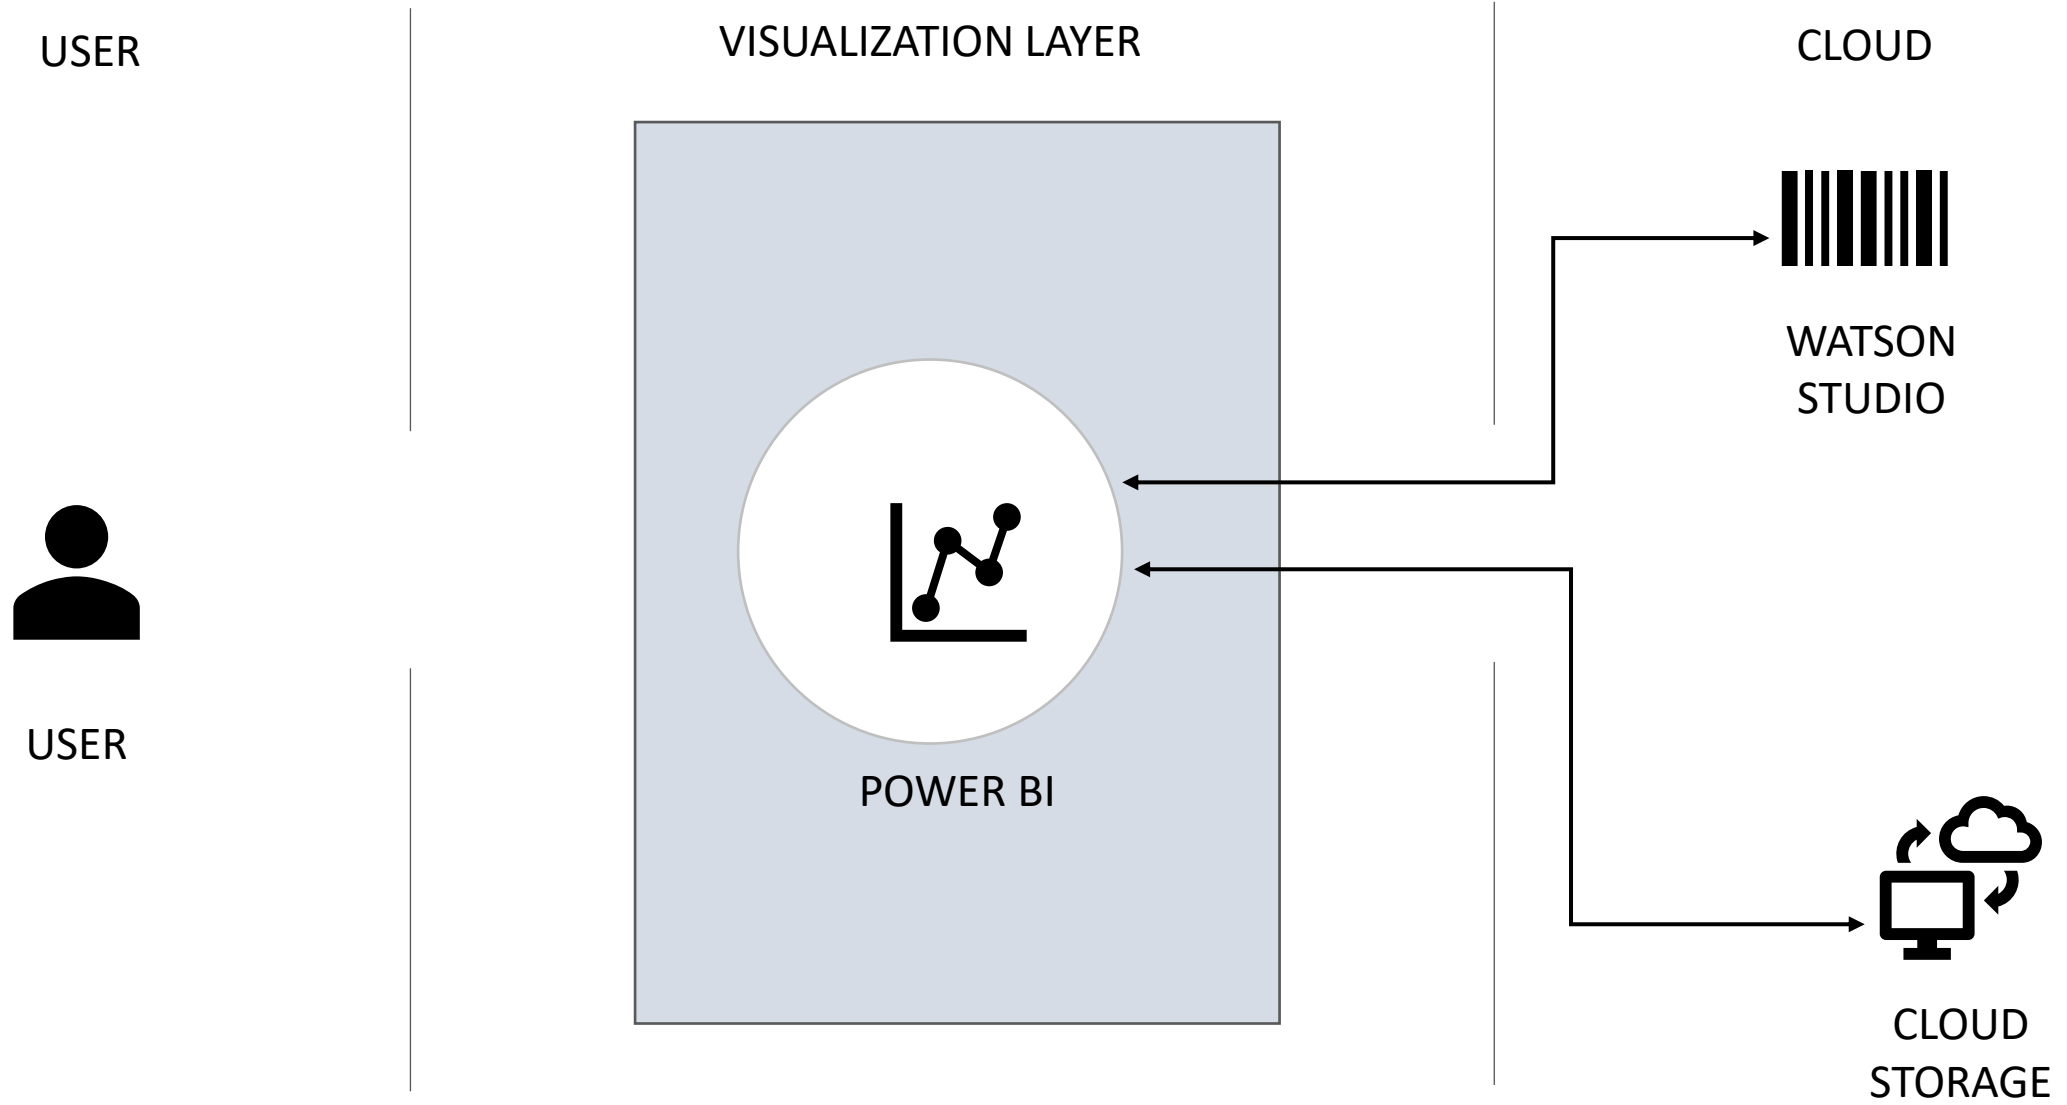 USER
VISUALIZATION LAYER
CLOUD
WATSON
STUDIO
USER
POWER BI
CLOUD
STORAGE